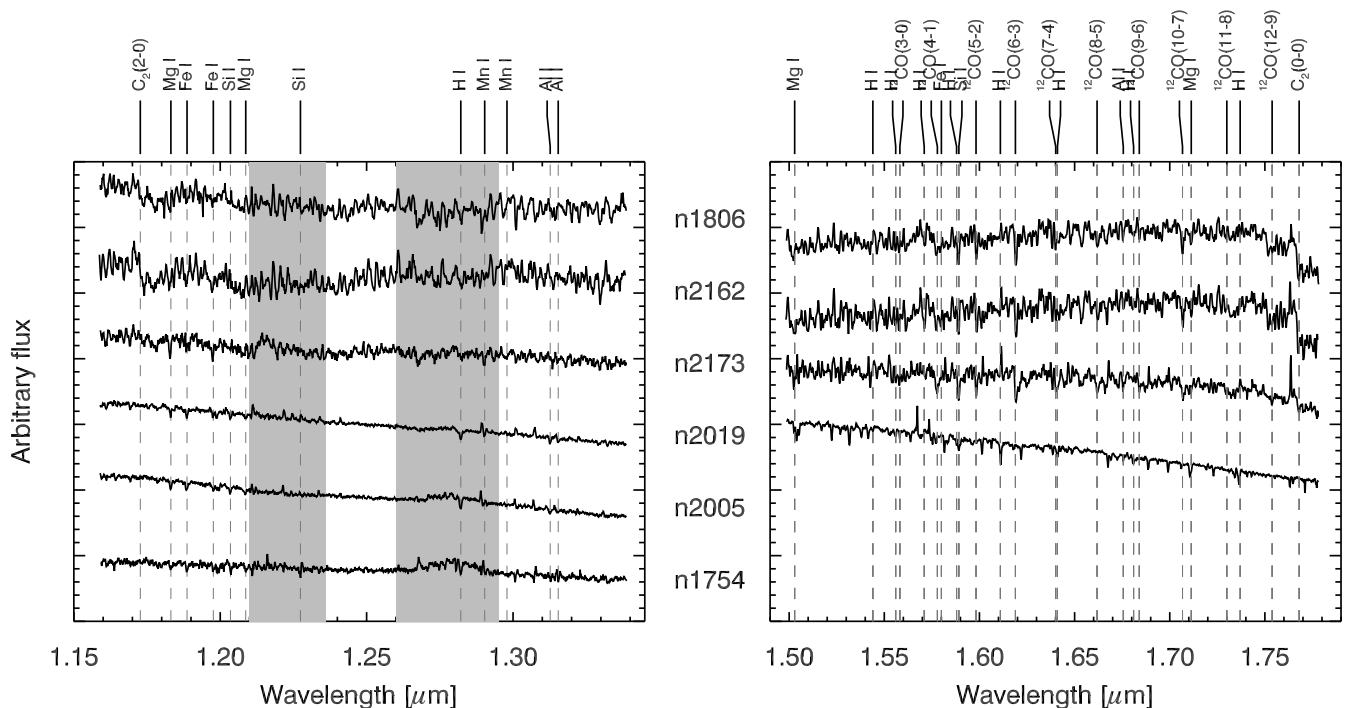 C₂(2-0)
Mg I
Fe I
Fe I
Si I
Mg I
Si I
H I
Mn I
Mn I
Al I
Al I
Mg I
H I
H I
¹²CO(3-0)
H I
¹²CO(4-1)
Fe I
H I
Si I
¹²CO(5-2)
H I
¹²CO(6-3)
¹²CO(7-4)
H I
¹²CO(8-5)
Al I
H I
¹²CO(9-6)
¹²CO(10-7)
Mg I
¹²CO(11-8)
H I
¹²CO(12-9)
C₂(0-0)
Arbitrary flux
n1806
n2162
n2173
n2019
n2005
n1754
1.15 1.20 1.25 1.30
1.50 1.55 1.60 1.65 1.70 1.75
Wavelength [μm]
Wavelength [μm]